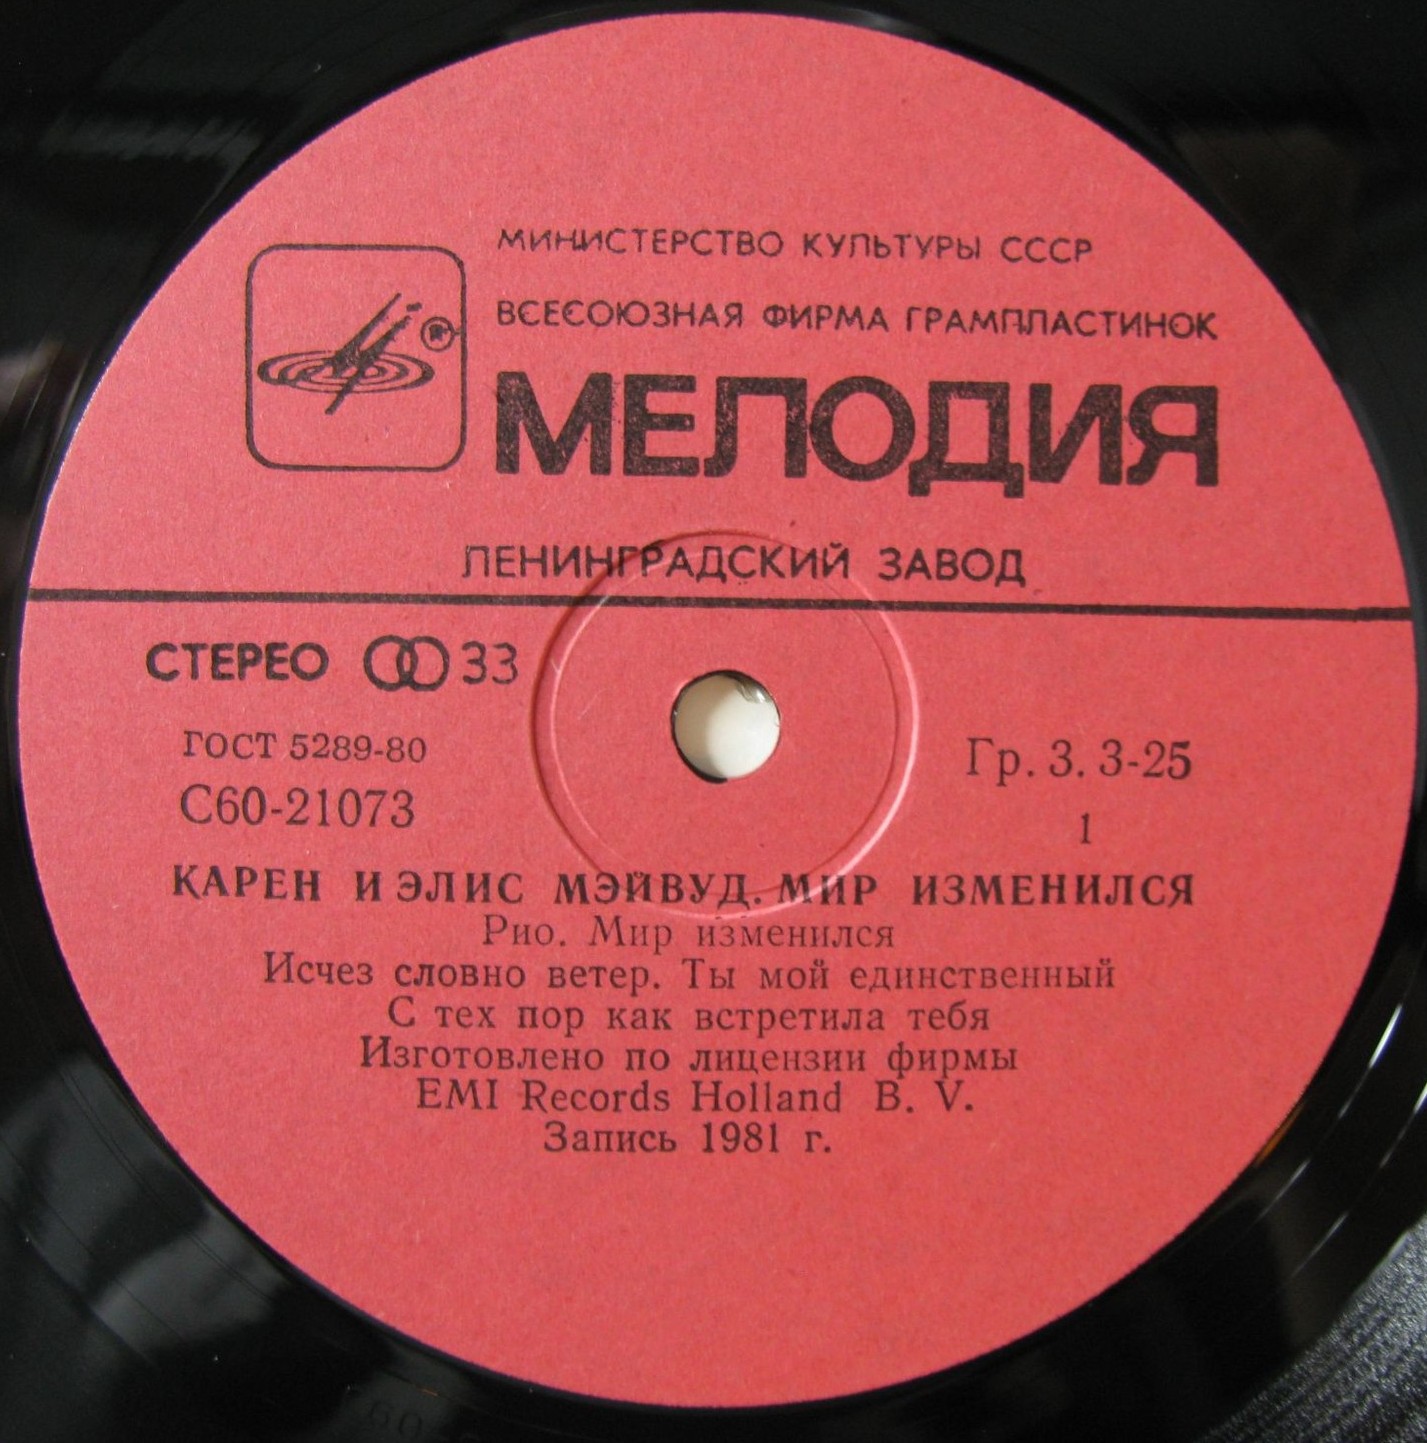 МИНИСТЕРСТВО КУЛЬТУРЫ СССР
ВСЕСОЮЗНАЯ ФИРМА ГРАМПЛАСТИНОК
МЕЛОДИЯ
ЛЕНИНГРАДСКИЙ ЗАВОД
СТЕРЕО 33
ГОСТ 5289-80
Гр. 3. 3-25
С60-21073
1
КАРЕН И ЭЛИС МЭЙВУД. МИР ИЗМЕНИЛСЯ
Рио. Мир изменился
Исчез словно ветер. Ты мой единственный
С тех пор как встретила тебя
Изготовлено по лицензии фирмы
EMI Records Holland B. V.
Запись 1981 г.